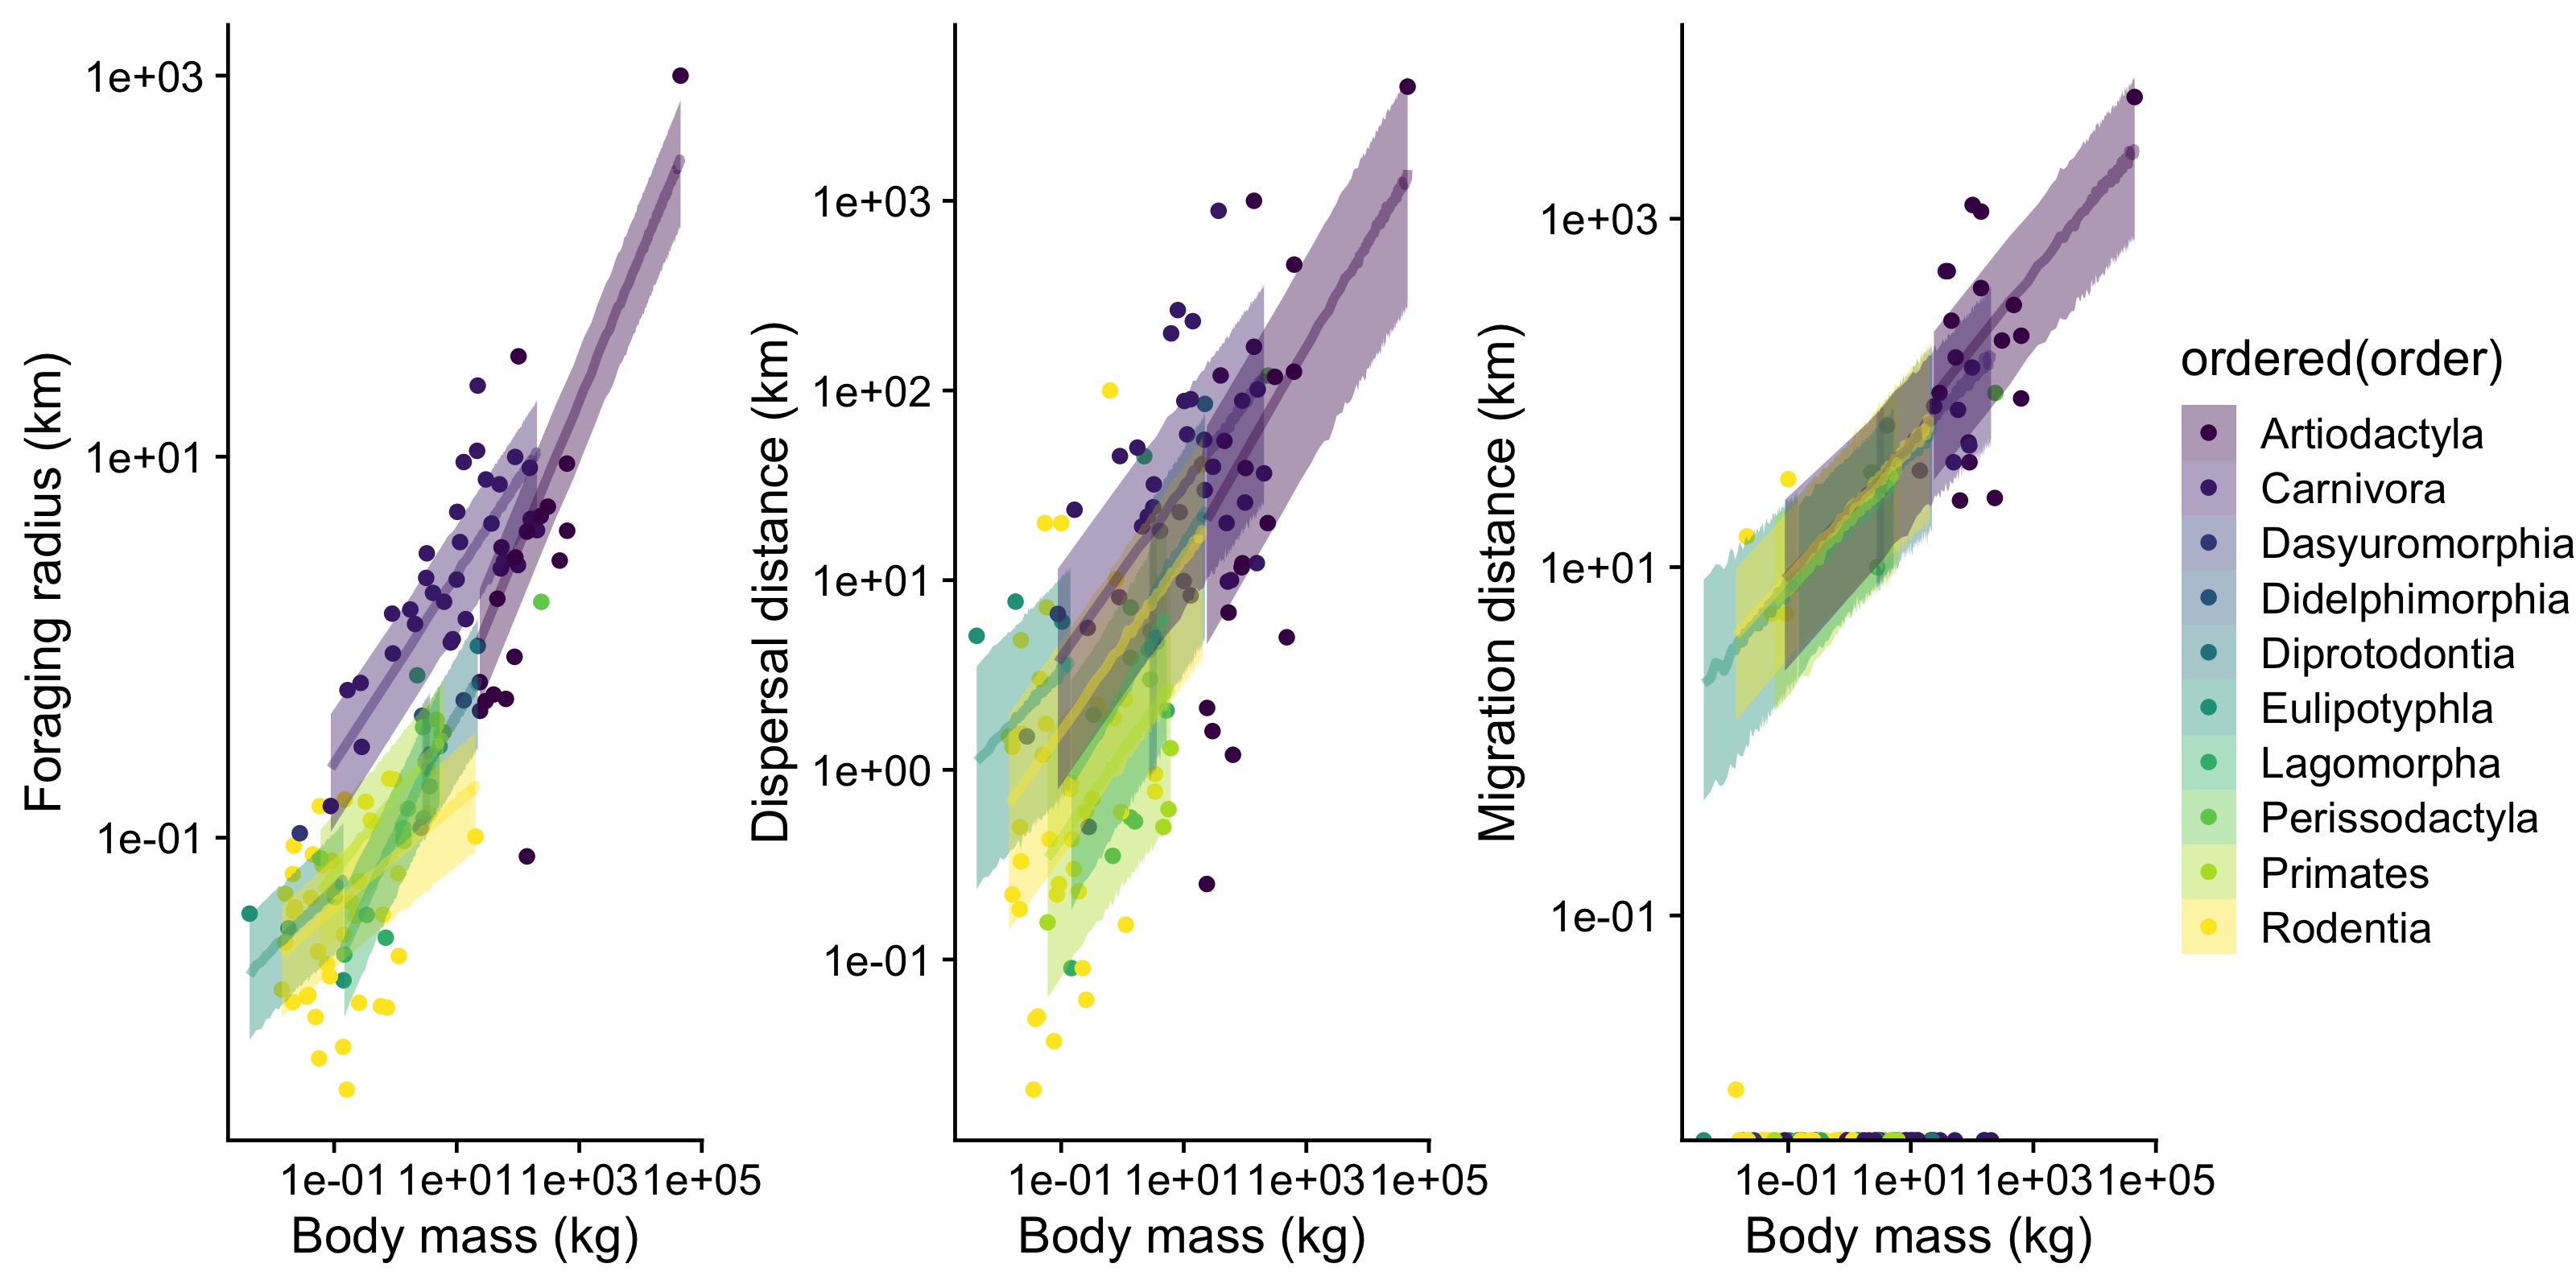 Foraging radius (km)
1e+03
1e+01
1e-01
1e-01 1e+01 1e+03 1e+05
Body mass (kg)
Dispersal distance (km)
1e+03
1e+02
1e+01
1e+00
1e-01
1e-01 1e+01 1e+03 1e+05
Body mass (kg)
Migration distance (km)
1e+03
1e+01
1e-01
1e-01 1e+01 1e+03 1e+05
Body mass (kg)
ordered(order)
Artiodactyla
Carnivora
Dasyuromorphia
Didelphimorphia
Diprotodontia
Eulipotyphla
Lagomorpha
Perissodactyla
Primates
Rodentia